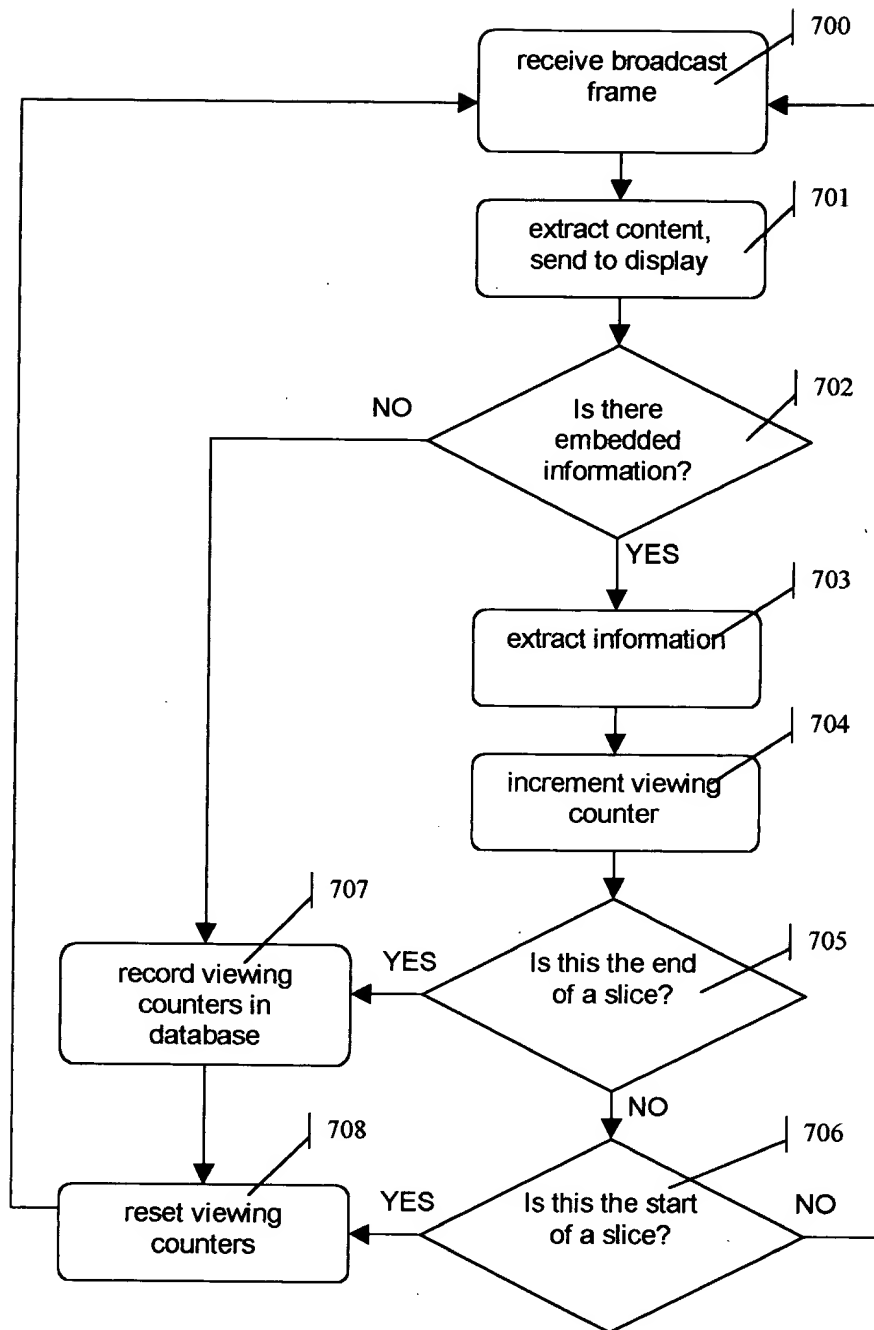 700
receive broadcast
frame
701
extract content,
send to display
702
NO
Is there
embedded
information?
YES
703
extract information
704
increment viewing
counter
707
705
YES
Is this the end
of a slice?
record viewing
counters in
database
NO
708
706
YES
Is this the start
of a slice?
NO
reset viewing
counters